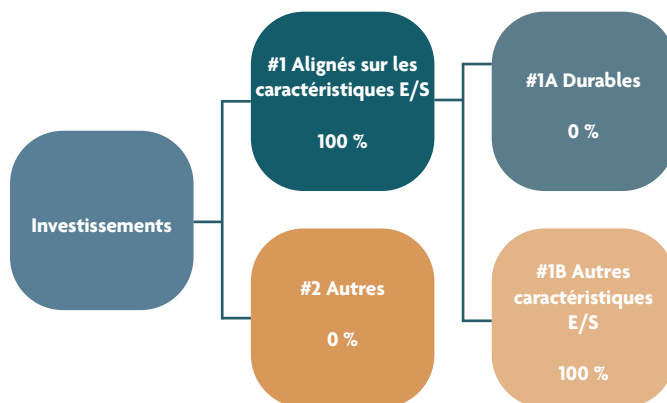 Investissements
#1 Alignés sur les
caractéristiques E/S
100 %
#2 Autres
0 %
#1A Durables
0 %
#1B Autres
caractéristiques
E/S
100 %